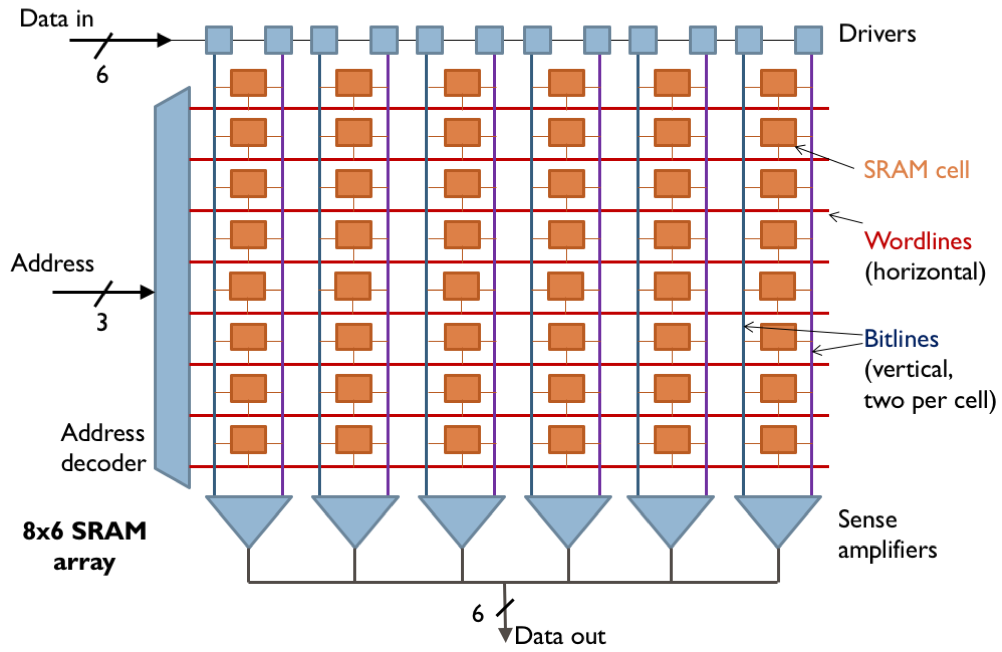 Data in
6
Drivers
SRAM cell
Wordlines
(horizontal)
Address
3
Bitlines
(vertical,
two per cell)
Address
decoder
8x6 SRAM
array
Sense
amplifiers
6
Data out